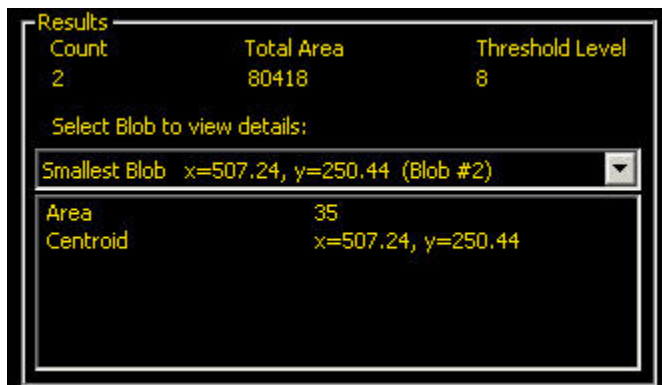 Results
Count Total Area Threshold Level
2 80418 8
Select Blob to view details:
Smallest Blob x=507.24, y=250.44 (Blob #2)
Area 35
Centroid x=507.24, y=250.44